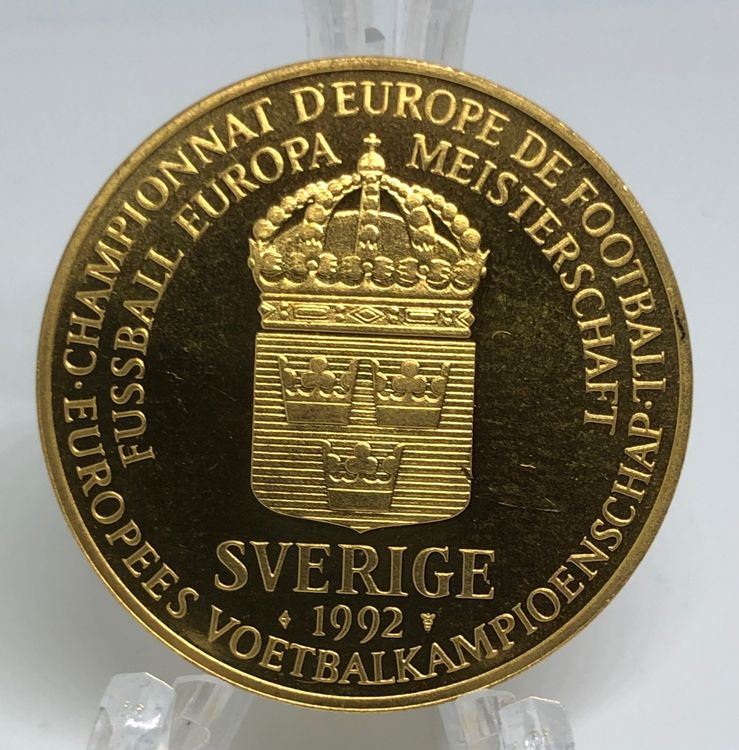 CHAMPIONNAT D'EUROPE DE FOOTBALL ·
EUROPEES VOETBALKAMPIOENSCHAP ·
FUSSBALL EUROPA MEISTERSCHAFT
SVERIGE
1992